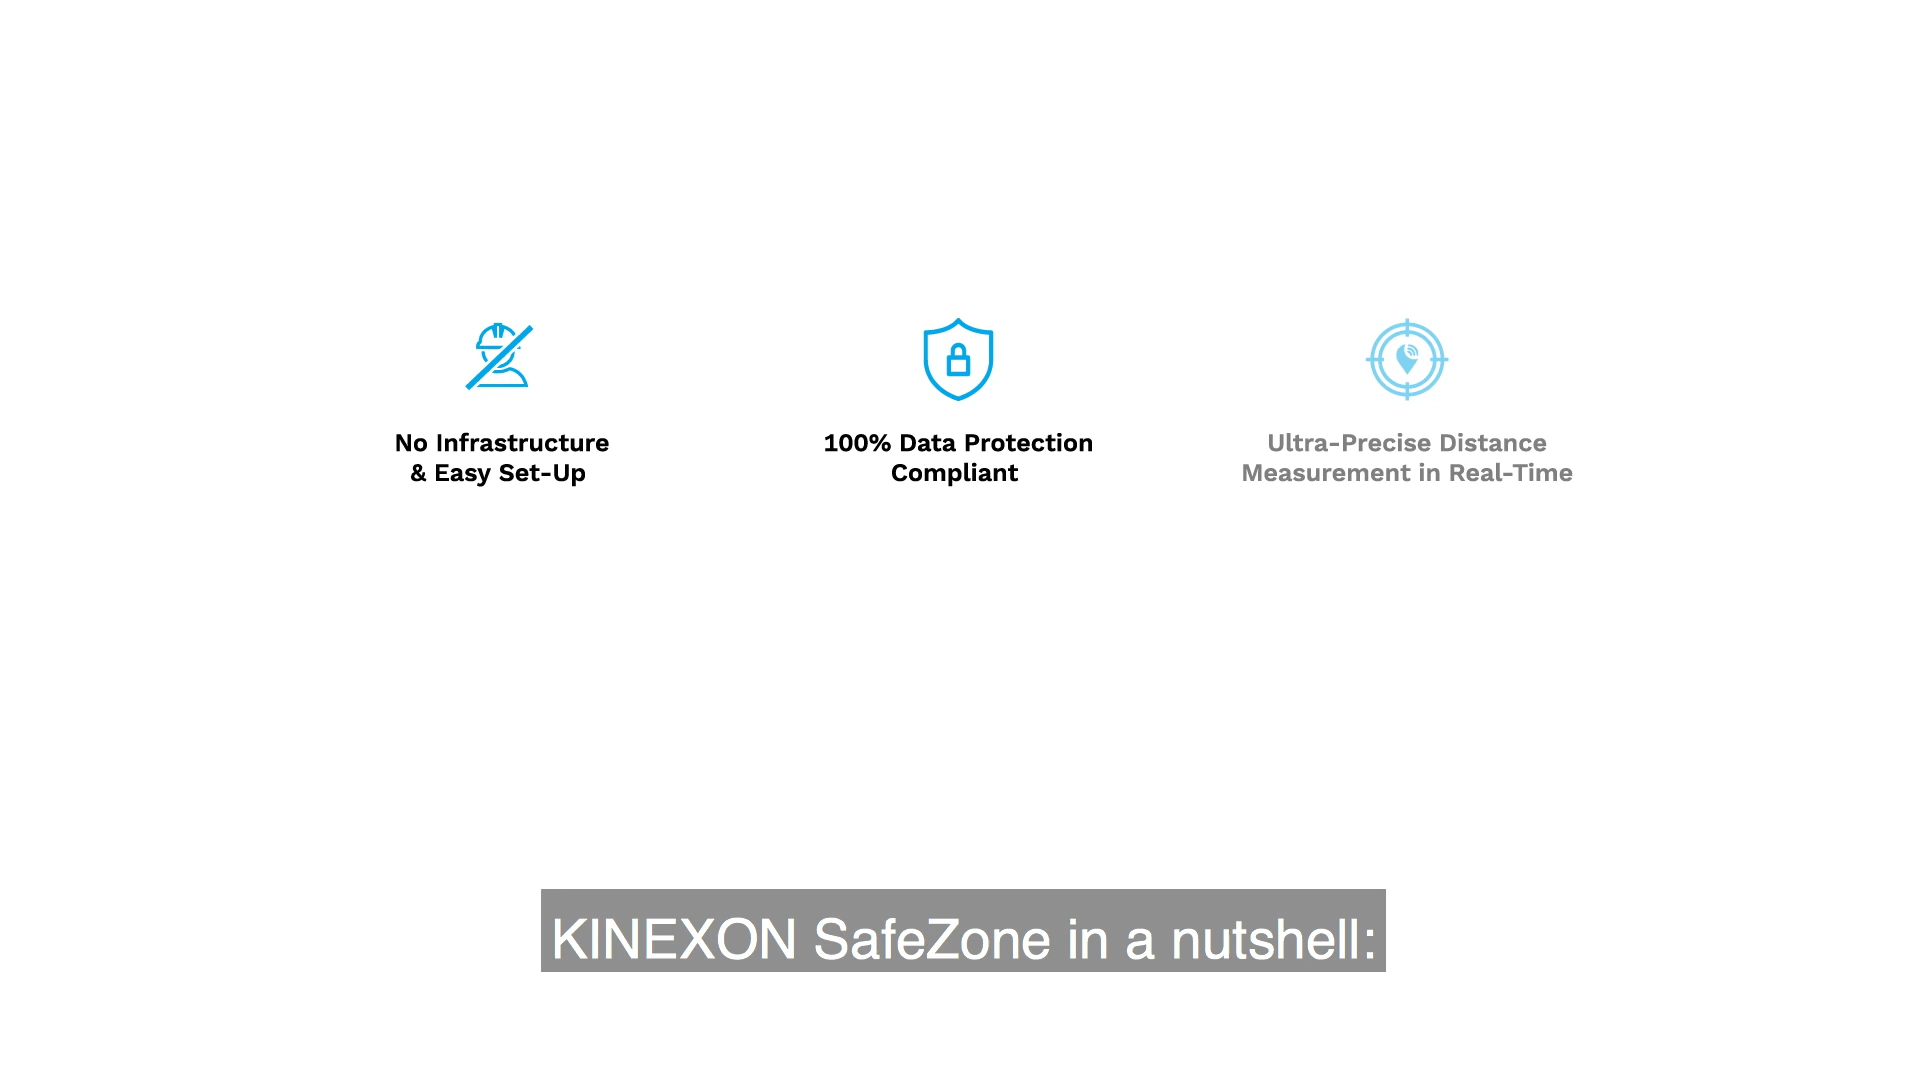 No Infrastructure
& Easy Set-Up
100% Data Protection
Compliant
Ultra-Precise Distance
Measurement in Real-Time
KINEXON SafeZone in a nutshell: